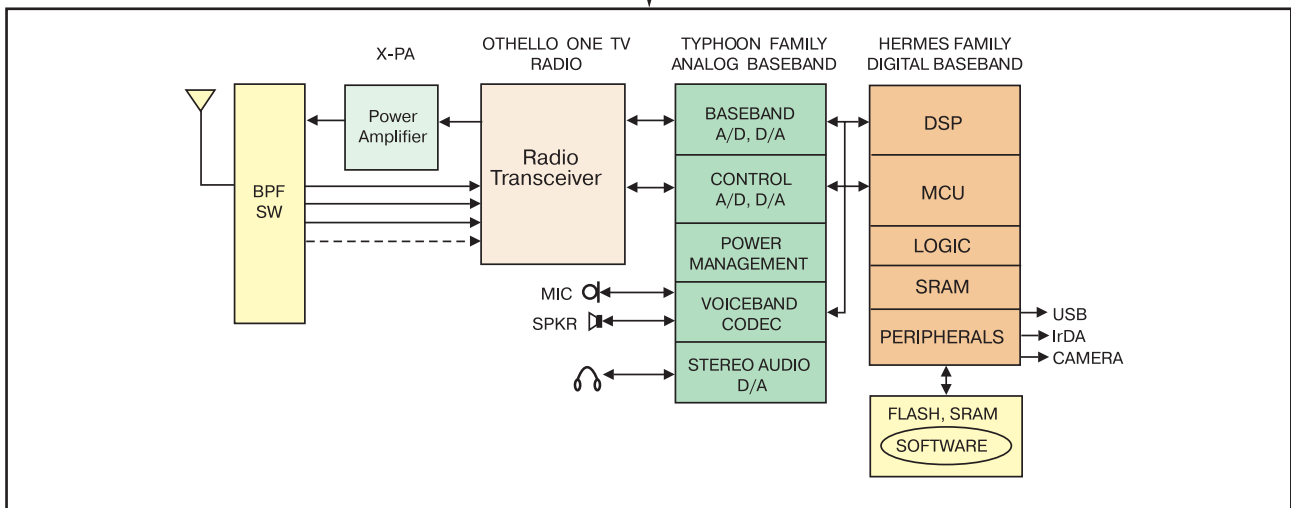 X-PA
OTHELLO ONE TV
RADIO
TYPHOON FAMILY
ANALOG BASEBAND
HERMES FAMILY
DIGITAL BASEBAND
BPF
SW
Power
Amplifier
Radio
Transceiver
BASEBAND
A/D, D/A
CONTROL
A/D, D/A
POWER
MANAGEMENT
VOICEBAND
CODEC
STEREO AUDIO
D/A
MIC
SPKR
DSP
MCU
LOGIC
SRAM
PERIPHERALS
USB
IrDA
CAMERA
FLASH, SRAM
SOFTWARE